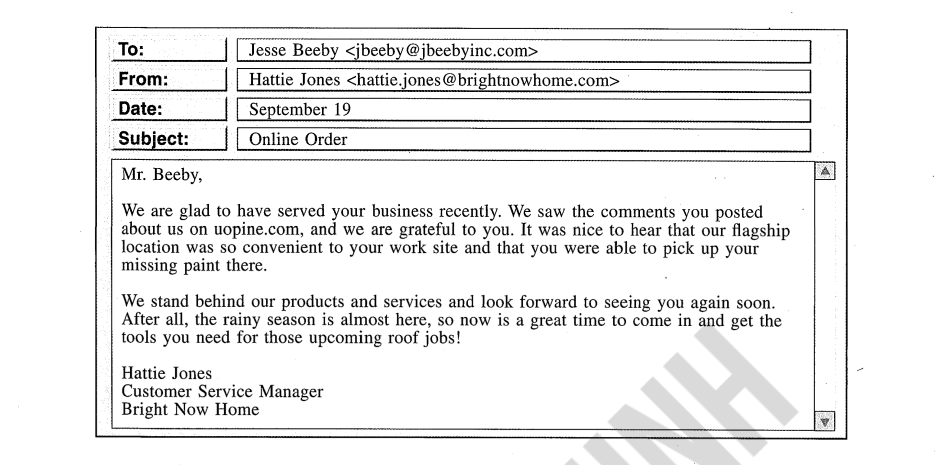 To: Jesse Beeby <jbeeby@jbeebyinc.com>
From: Hattie Jones <hattie.jones@brightnowhome.com>
Date: September 19
Subject: Online Order
Mr. Beeby,
We are glad to have served your business recently. We saw the comments you posted
about us on uopine.com, and we are grateful to you. It was nice to hear that our flagship
location was so convenient to your work site and that you were able to pick up your
missing paint there.
We stand behind our products and services and look forward to seeing you again soon.
After all, the rainy season is almost here, so now is a great time to come in and get the
tools you need for those upcoming roof jobs!
Hattie Jones
Customer Service Manager
Bright Now Home